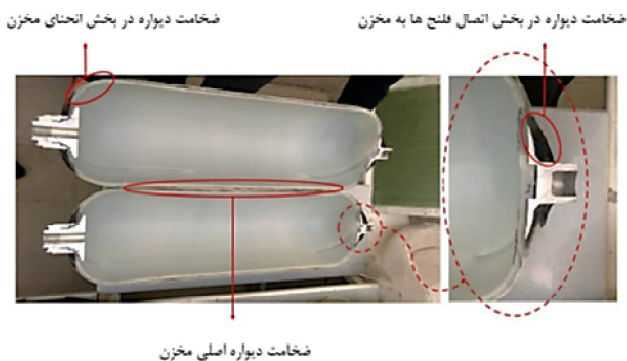 ضخامت دیواره در بخش اتصال فلنج ها به مخزن
ضخامت دیواره در بخش انحنای مخزن
ضخامت دیواره اصلی مخزن